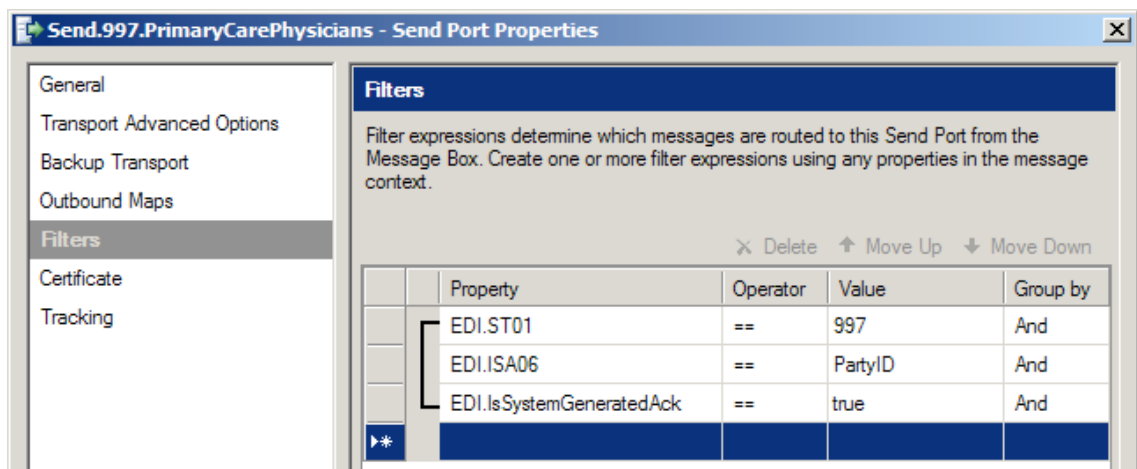 Send.997.PrimaryCarePhysicians - Send Port Properties
General
Transport Advanced Options
Backup Transport
Outbound Maps
Filters
Certificate
Tracking
Filters
Filter expressions determine which messages are routed to this Send Port from the
Message Box. Create one or more filter expressions using any properties in the message
context.
Delete Move Up Move Down
Property Operator Value Group by
EDI.ST01 == 997 And
EDI.ISA06 == PartyID And
EDI.IsSystemGeneratedAck == true And